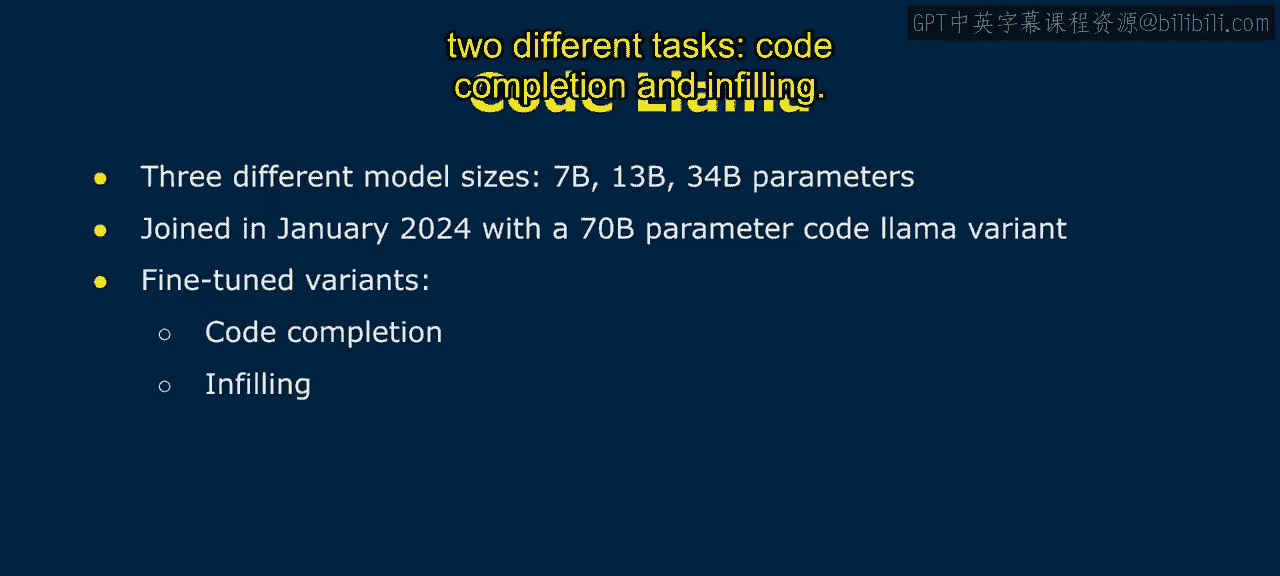 GPT中英字幕课程资源@bilibili.com
two different tasks: code
completion and infilling.
Code Llama
• Three different model sizes: 7B, 13B, 34B parameters
• Joined in January 2024 with a 70B parameter code llama variant
• Fine-tuned variants:
○ Code completion
○ Infilling